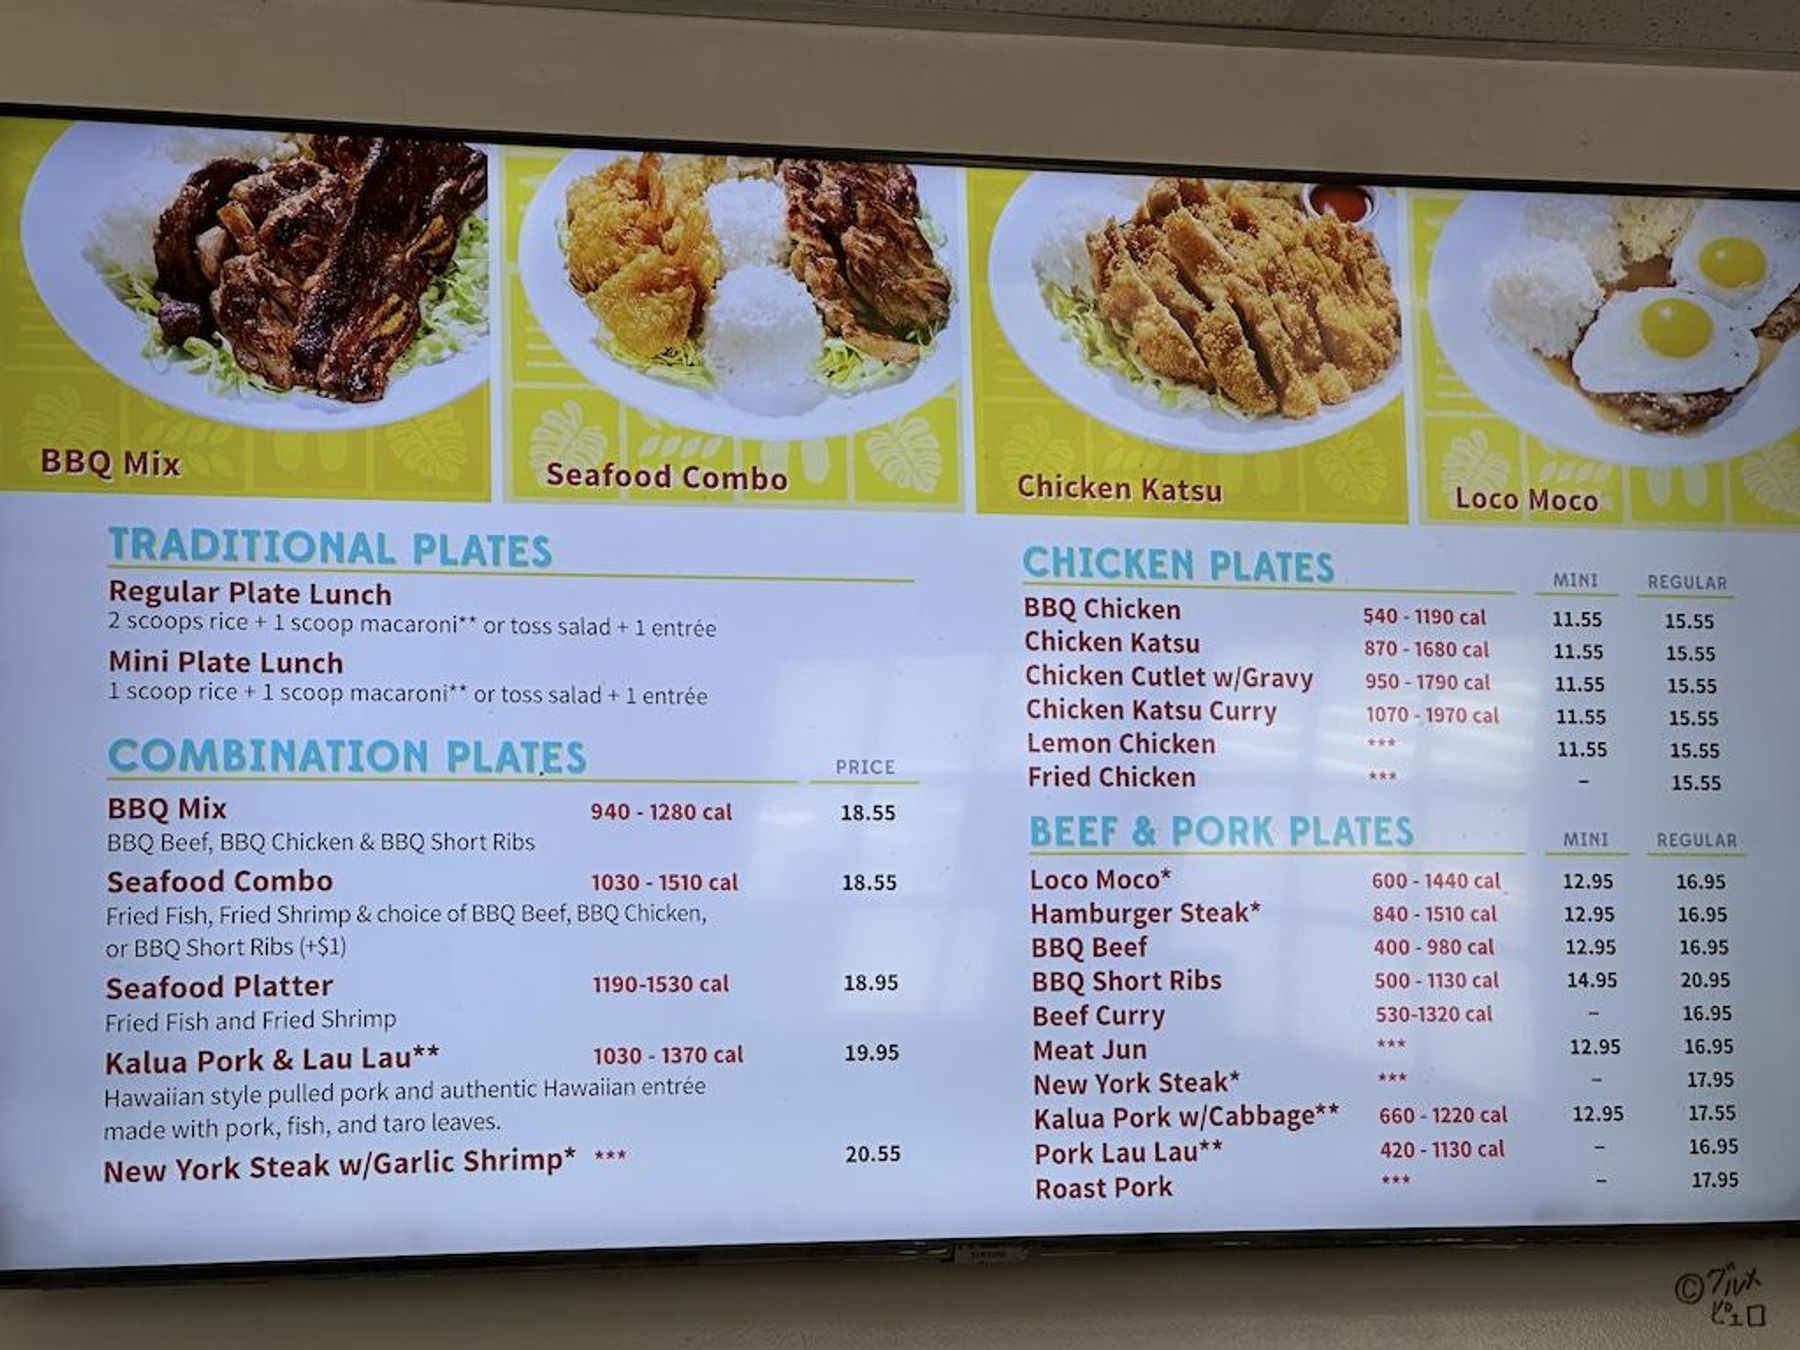 BBQ Mix
Seafood Combo
Chicken Katsu
Loco Moco
TRADITIONAL PLATES
Regular Plate Lunch
2 scoops rice + 1 scoop macaroni** or toss salad + 1 entrée
Mini Plate Lunch
1 scoop rice + 1 scoop macaroni** or toss salad + 1 entrée
COMBINATION PLATES PRICE
BBQ Mix 940 - 1280 cal 18.55
BBQ Beef, BBQ Chicken & BBQ Short Ribs
Seafood Combo 1030 - 1510 cal 18.55
Fried Fish, Fried Shrimp & choice of BBQ Beef, BBQ Chicken,
or BBQ Short Ribs (+$1)
Seafood Platter 1190-1530 cal 18.95
Fried Fish and Fried Shrimp
Kalua Pork & Lau Lau** 1030 - 1370 cal 19.95
Hawaiian style pulled pork and authentic Hawaiian entrée
made with pork, fish, and taro leaves.
New York Steak w/Garlic Shrimp* *** 20.55
CHICKEN PLATES MINI REGULAR
BBQ Chicken 540 - 1190 cal 11.55 15.55
Chicken Katsu 870 - 1680 cal 11.55 15.55
Chicken Cutlet w/Gravy 950 - 1790 cal 11.55 15.55
Chicken Katsu Curry 1070 - 1970 cal 11.55 15.55
Lemon Chicken *** 11.55 15.55
Fried Chicken *** – 15.55
BEEF & PORK PLATES MINI REGULAR
Loco Moco* 600 - 1440 cal 12.95 16.95
Hamburger Steak* 840 - 1510 cal 12.95 16.95
BBQ Beef 400 - 980 cal 12.95 16.95
BBQ Short Ribs 500 - 1130 cal 14.95 20.95
Beef Curry 530-1320 cal – 16.95
Meat Jun *** 12.95 16.95
New York Steak* *** – 17.95
Kalua Pork w/Cabbage** 660 - 1220 cal 12.95 17.55
Pork Lau Lau** 420 - 1130 cal – 16.95
Roast Pork *** – 17.95
©グルメ
ピエロ